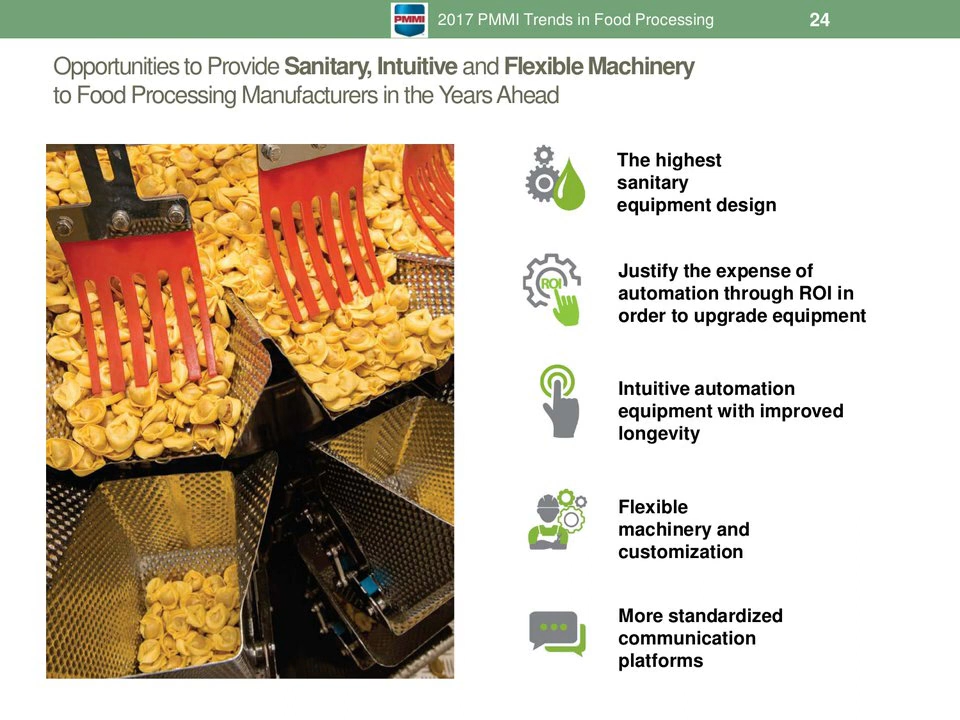 PMMI
2017 PMMI Trends in Food Processing
24
Opportunities to Provide Sanitary, Intuitive and Flexible Machinery
to Food Processing Manufacturers in the Years Ahead
The highest
sanitary
equipment design
ROI
Justify the expense of
automation through ROI in
order to upgrade equipment
Intuitive automation
equipment with improved
longevity
Flexible
machinery and
customization
More standardized
communication
platforms